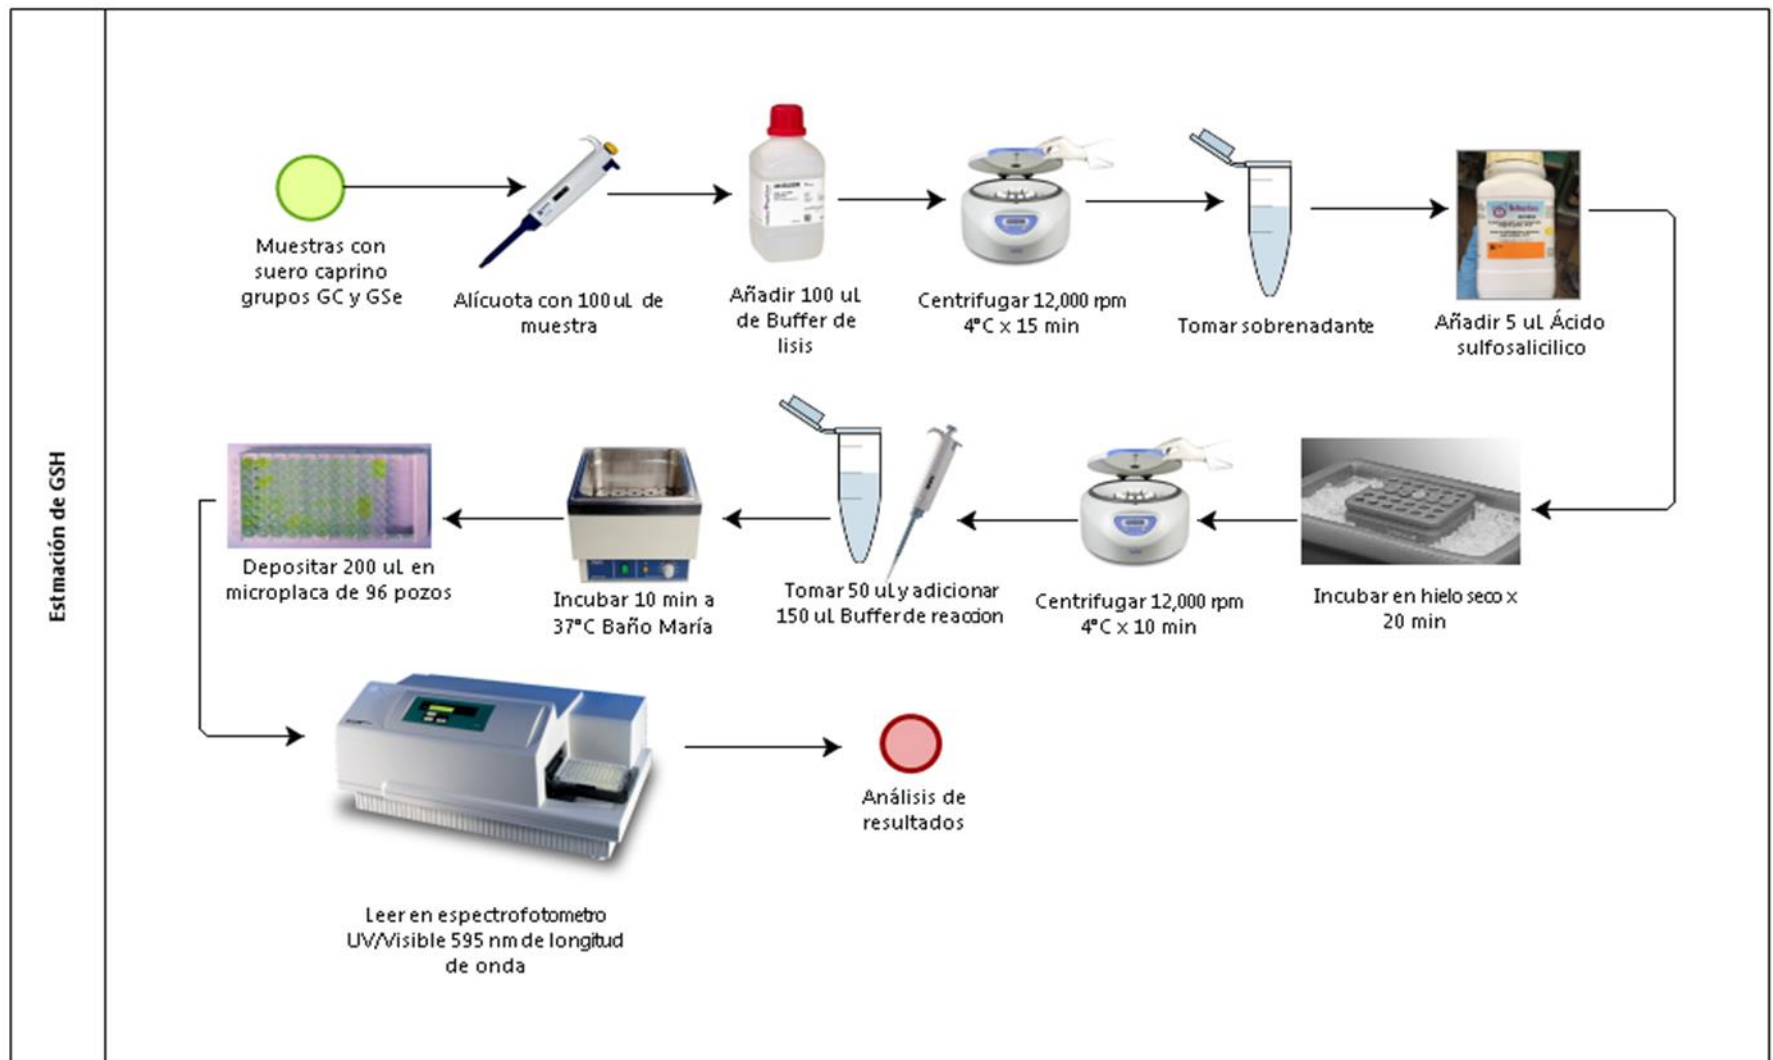 Estmación de GSH
Muestras con
suero caprino
grupos GC y GSe
Alícuota con 100 uL de
muestra
Añadir 100 uL
de Buffer de
lisis
Centrifugar 12,000 rpm
4°C x 15 min
Tomar sobrenadante
Añadir 5 uL Ácido
sulfosalicilico
Incubar en hielo seco x
20 min
Centrifugar 12,000 rpm
4°C x 10 min
Tomar 50 uL y adicionar
150 uL Buffer de reaccion
Incubar 10 min a
37°C Baño María
Depositar 200 uL en
microplaca de 96 pozos
Leer en espectrofotometro
UV/Visible 595 nm de longitud
de onda
Análisis de
resultados